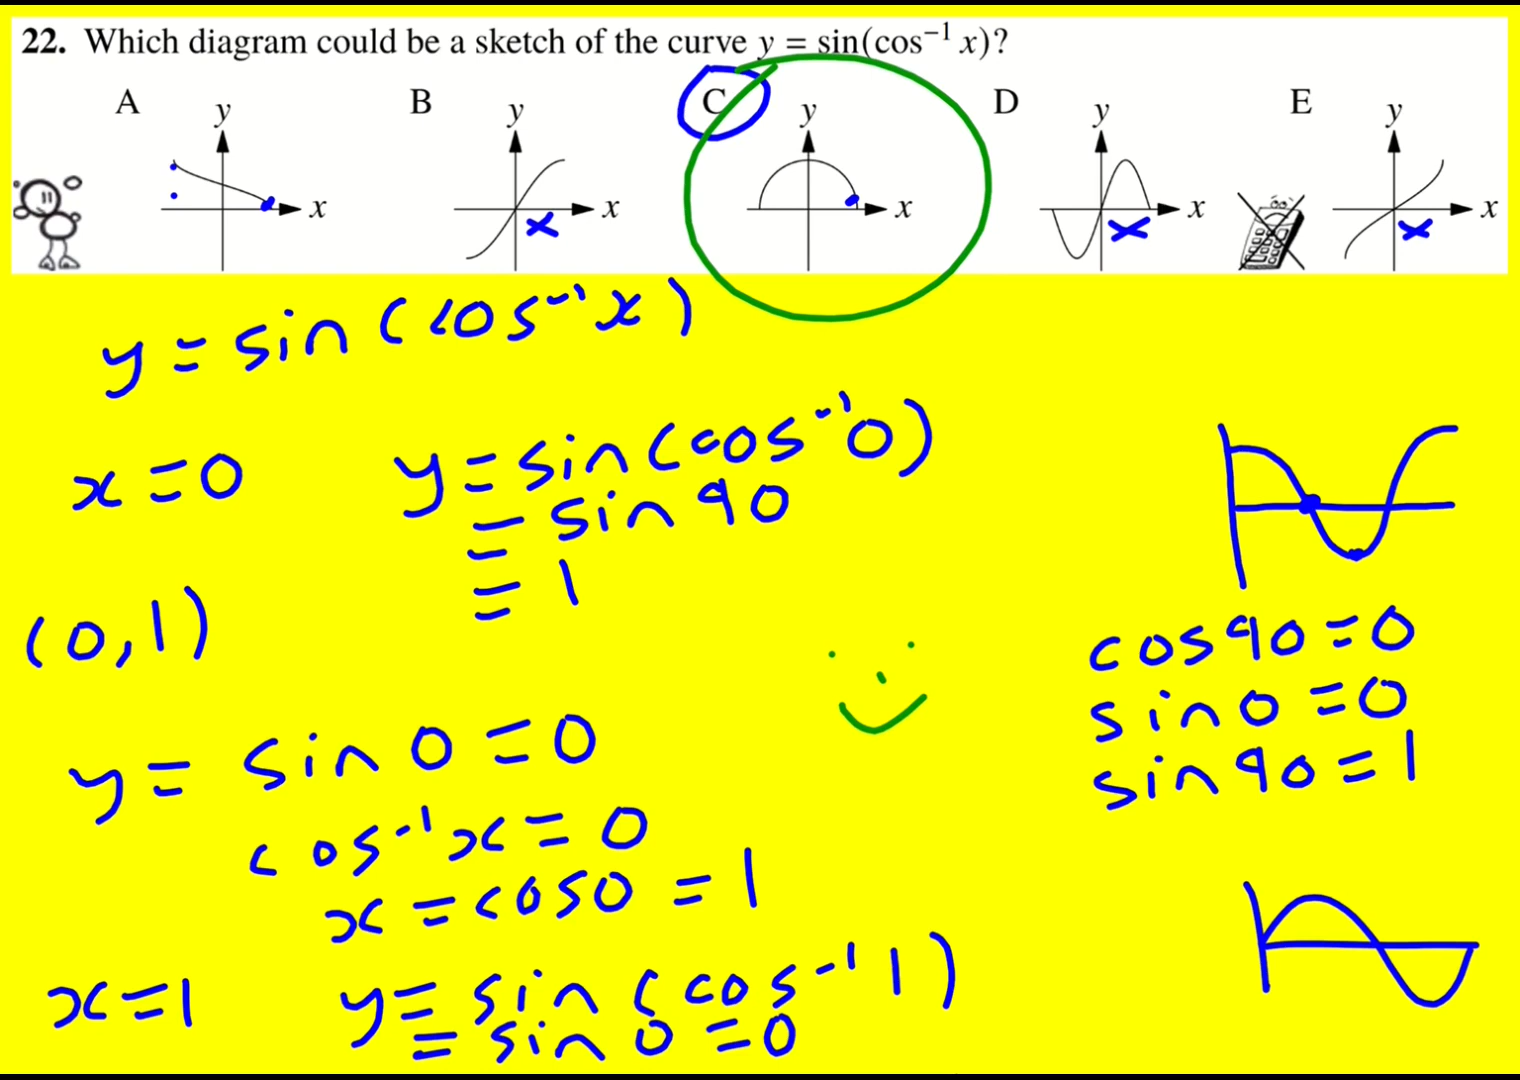 22. Which diagram could be a sketch of the curve y = sin(cos⁻¹ x)?
A B C D E
y y y y y
x x x x x
y = sin(cos⁻¹x)
x = 0 y = sin(cos⁻¹0)
= sin 90
= 1
(0,1)
cos 90 = 0
sin 0 = 0
sin 90 = 1
y = sin 0 = 0
cos⁻¹x = 0
x = cos 0 = 1
x = 1 y = sin(cos⁻¹1)
= sin 0 = 0